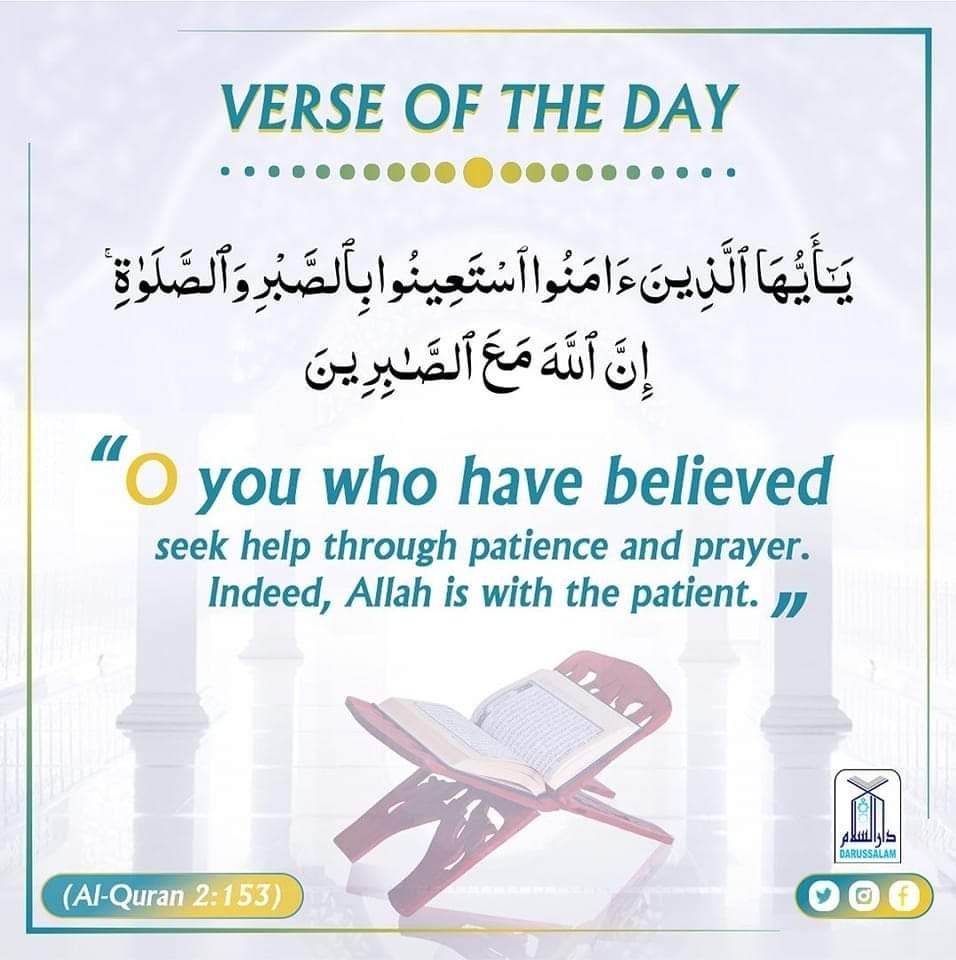 VERSE OF THE DAY
يَـٰٓأَيُّهَا ٱلَّذِينَ ءَامَنُوا ٱسْتَعِينُوا بِٱلصَّبْرِ وَٱلصَّلَوٰةِ ۚ
إِنَّ ٱللَّهَ مَعَ ٱلصَّـٰبِرِينَ
“O you who have believed
seek help through patience and prayer.
Indeed, Allah is with the patient.”
دارالسلام
DARUSSALAM
(Al-Quran 2:153)